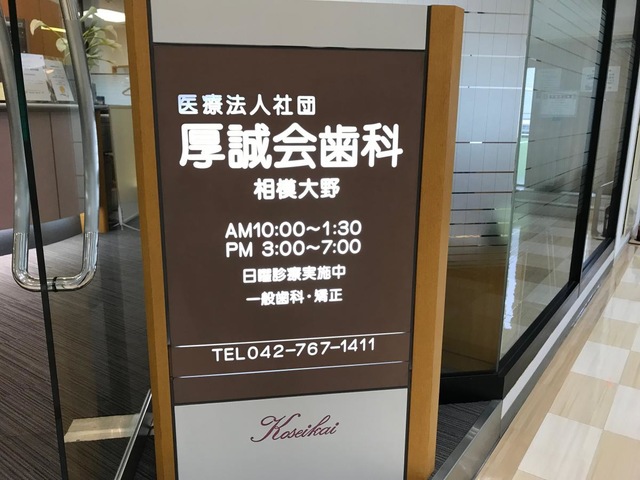 医療法人社団
厚誠会歯科
相模大野
AM10:00～1:30
PM 3:00～7:00
日曜診療実施中
一般歯科・矯正
TEL042-767-1411
Koseikai